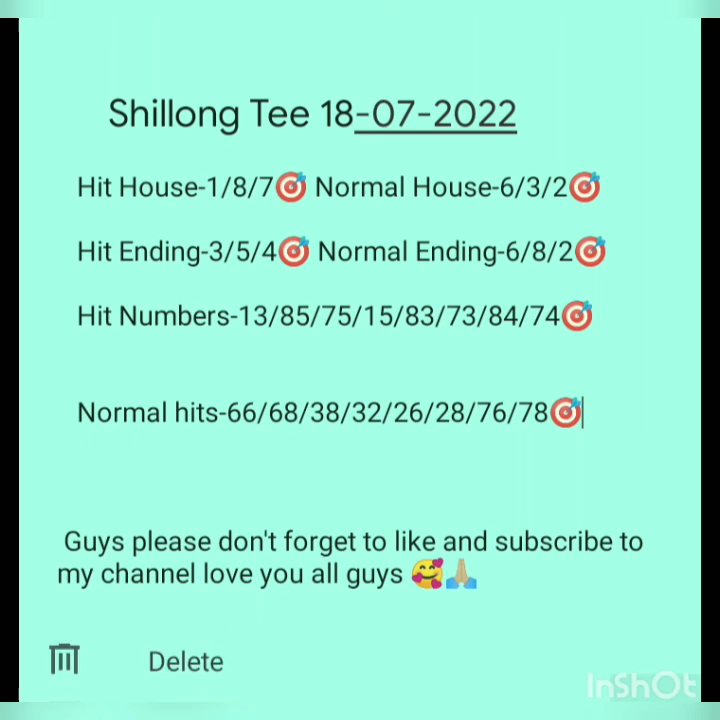 Shillong Tee 18-07-2022
Hit House-1/8/7🎯 Normal House-6/3/2🎯
Hit Ending-3/5/4🎯 Normal Ending-6/8/2🎯
Hit Numbers-13/85/75/15/83/73/84/74🎯
Normal hits-66/68/38/32/26/28/76/78🎯
Guys please don't forget to like and subscribe to
my channel love you all guys 🥰🙏🏼
Delete
InShOt